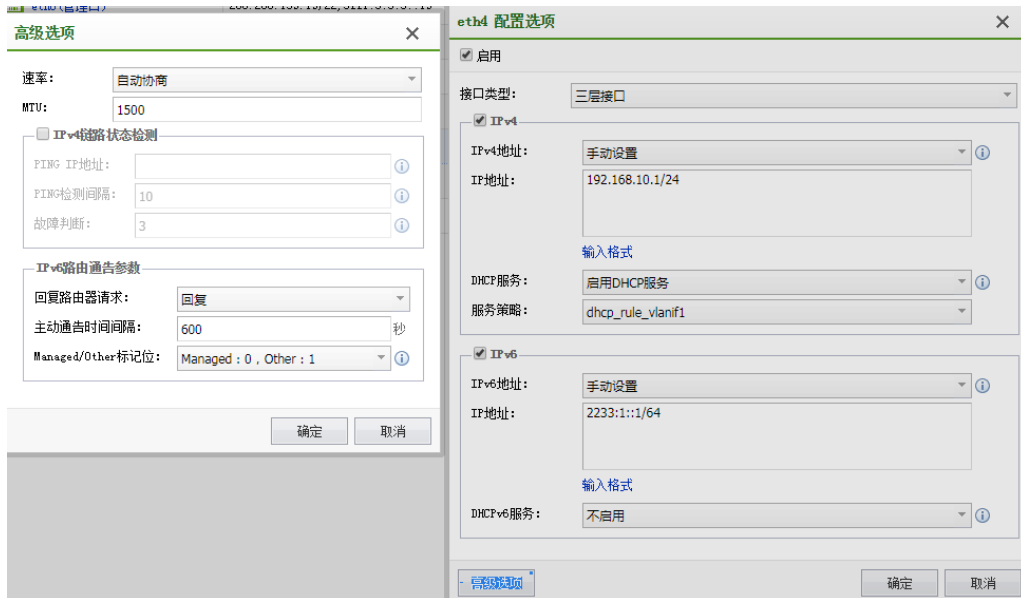 eth0(管理口)
高级选项
速率：
自动协商
MTU：
1500
IPv4链路状态检测
PING IP地址：
PING检测间隔：
10
故障判断：
3
IPv6路由通告参数
回复路由器请求：
回复
主动通告时间间隔：
600
秒
Managed/Other标记位：
Managed：0，Other：1
确定
取消
eth4 配置选项
启用
接口类型：
三层接口
IPv4
IPv4地址：
手动设置
IP地址：
192.168.10.1/24
输入格式
DHCP服务：
启用DHCP服务
服务策略：
dhcp_rule_vlanif1
IPv6
IPv6地址：
手动设置
IP地址：
2233:1::1/64
输入格式
DHCPv6服务：
不启用
高级选项
确定
取消